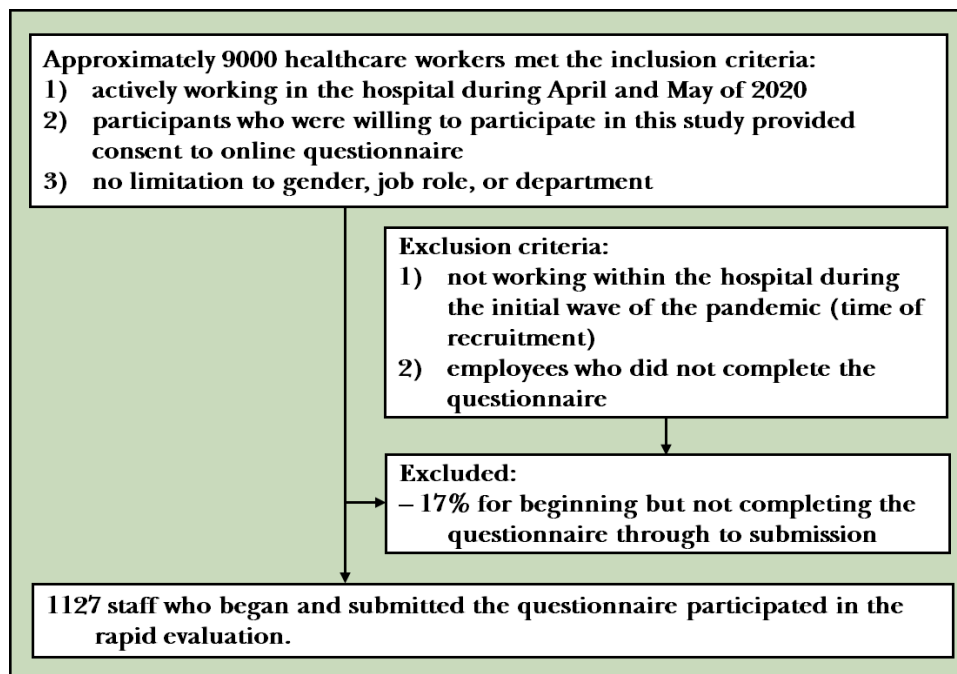 Approximately 9000 healthcare workers met the inclusion criteria:
1) actively working in the hospital during April and May of 2020
2) participants who were willing to participate in this study provided
consent to online questionnaire
3) no limitation to gender, job role, or department
Exclusion criteria:
1) not working within the hospital during
the initial wave of the pandemic (time of
recruitment)
2) employees who did not complete the
questionnaire
Excluded:
– 17% for beginning but not completing the
questionnaire through to submission
1127 staff who began and submitted the questionnaire participated in the
rapid evaluation.